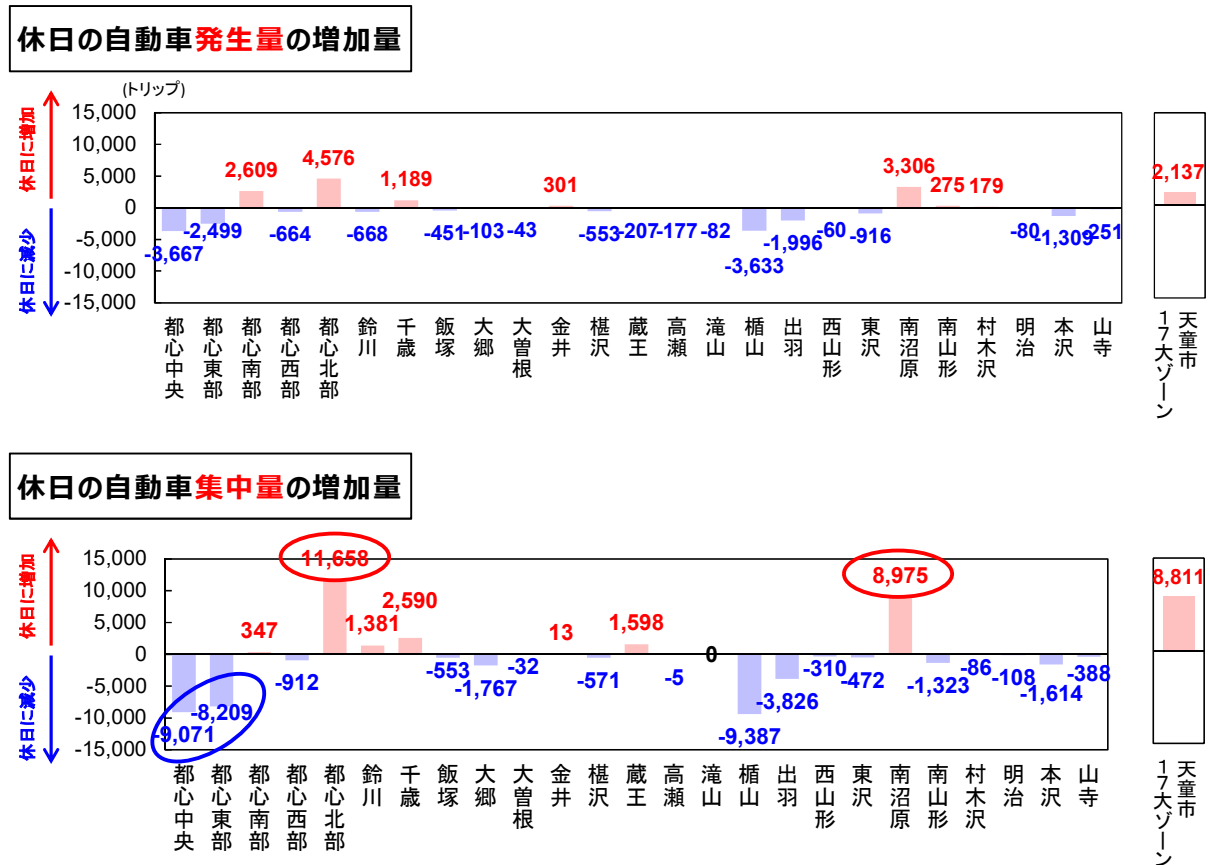 休日の自動車発生量の増加量
(トリップ)
休日に増加
休日に減少
15,000
10,000
5,000
0
-5,000
-10,000
-15,000
-3,667
-2,499
2,609
-664
4,576
-668
1,189
-451
-103
-43
301
-553
-207
-177
-82
-3,633
-1,996
-60
-916
3,306
275
179
-80
-1,309
-251
2,137
都心中央
都心東部
都心南部
都心西部
都心北部
鈴川
千歳
飯塚
大郷
大曽根
金井
椹沢
蔵王
高瀬
滝山
楯山
出羽
西山形
東沢
南沼原
南山形
村木沢
明治
本沢
山寺
天童市
17大ゾーン
休日の自動車集中量の増加量
休日に増加
休日に減少
15,000
10,000
5,000
0
-5,000
-10,000
-15,000
-9,071
-8,209
347
-912
11,658
1,381
2,590
-553
-1,767
-32
13
-571
1,598
-5
0
-9,387
-3,826
-310
-472
8,975
-1,323
-86
-108
-1,614
-388
8,811
都心中央
都心東部
都心南部
都心西部
都心北部
鈴川
千歳
飯塚
大郷
大曽根
金井
椹沢
蔵王
高瀬
滝山
楯山
出羽
西山形
東沢
南沼原
南山形
村木沢
明治
本沢
山寺
天童市
17大ゾーン